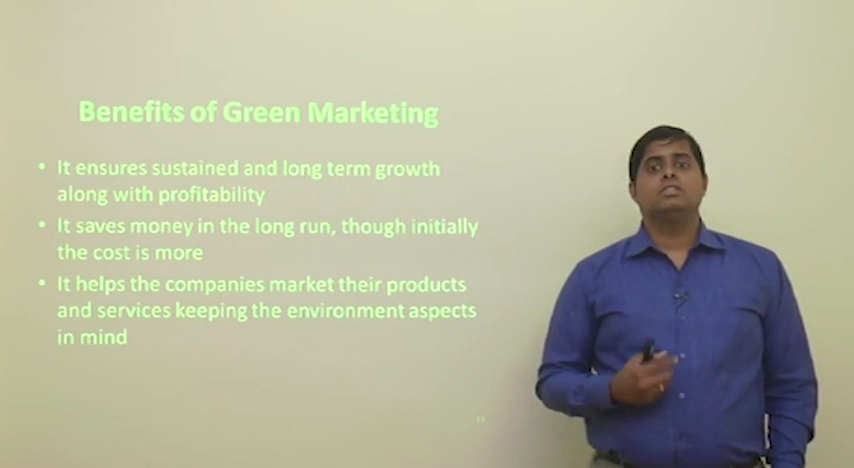 Benefits of Green Marketing
• It ensures sustained and long term growth
along with profitability
• It saves money in the long run, though initially
the cost is more
• It helps the companies market their products
and services keeping the environment aspects
in mind